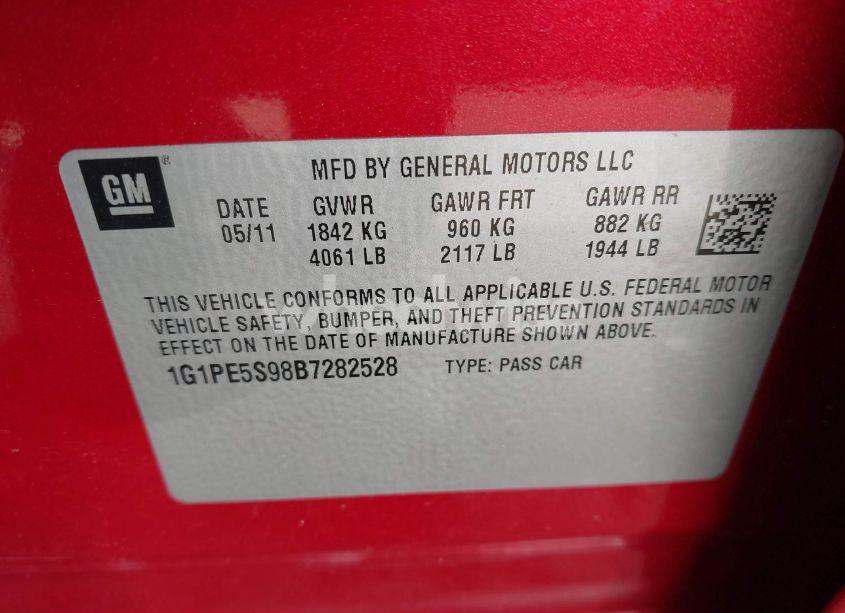 GM®
MFD BY GENERAL MOTORS LLC
DATE GVWR GAWR FRT GAWR RR
05/11 1842 KG 960 KG 882 KG
4061 LB 2117 LB 1944 LB
THIS VEHICLE CONFORMS TO ALL APPLICABLE U.S. FEDERAL MOTOR
VEHICLE SAFETY, BUMPER, AND THEFT PREVENTION STANDARDS IN
EFFECT ON THE DATE OF MANUFACTURE SHOWN ABOVE.
1G1PE5S98B7282528 TYPE: PASS CAR